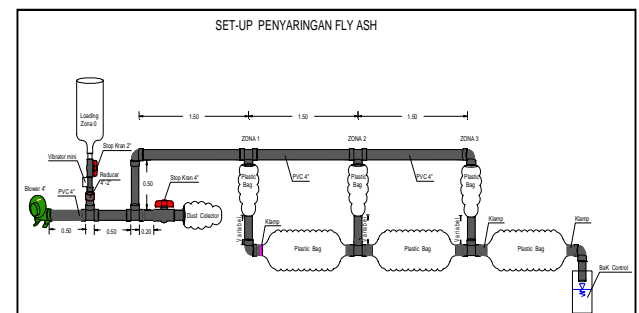 SET-UP PENYARINGAN FLY ASH
Loading
Zona 0
1.50
1.50
1.50
ZONA 1
ZONA 2
ZONA 3
Stop Kran 2"
Vibrator mini
Reducer
4"-2"
Stop Kran 4"
Blower 4"
PVC 4"
0.50
PVC 4"
PVC 4"
Plastic
Bag
Plastic
Bag
Plastic
Bag
Dust Colector
0.50
0.50
0.20
Variabel
Variabel
Variabel
Klamp
Klamp
Klamp
Plastic Bag
Plastic Bag
Plastic Bag
BaK Control